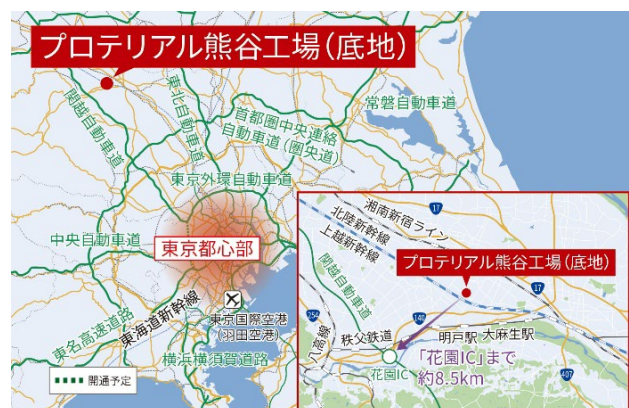 プロテリアル熊谷工場(底地)
関越自動車道
東北自動車道
常磐自動車道
首都圏中央連絡
自動車道(圏央道)
東京外環自動車道
中央自動車道
東京都心部
東名高速道路
東海道新幹線
東京国際空港
(羽田空港)
横浜横須賀道路
開通予定
17
湘南新宿ライン
北陸新幹線
上越新幹線
関越自動車道
プロテリアル熊谷工場(底地)
17
254
140
八高線
秩父鉄道
明戸駅
大麻生駅
花園IC
「花園IC」まで
約8.5km
407